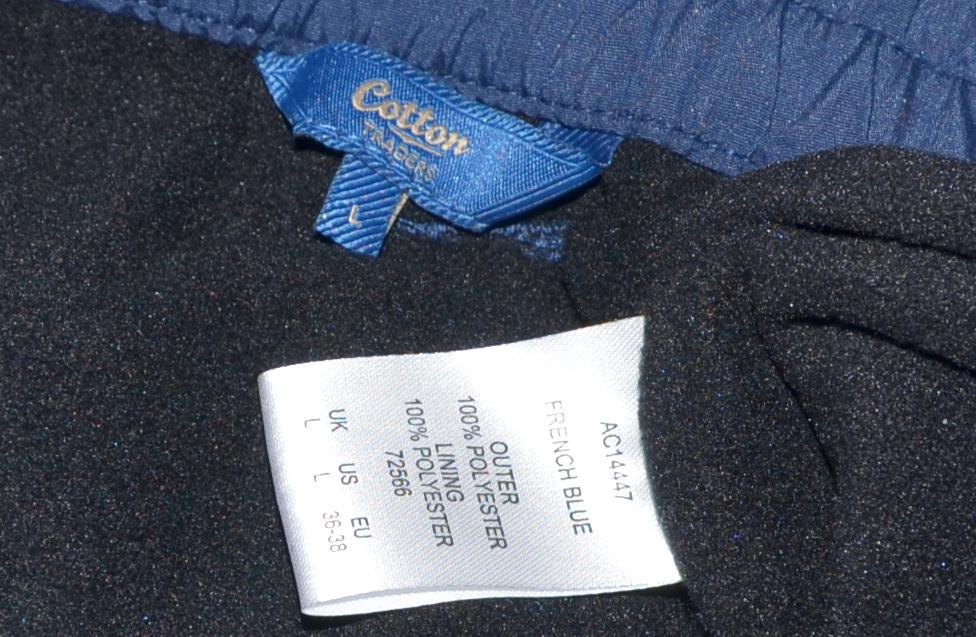 Cotton
TRADERS
L
AC14447
FRENCH BLUE
OUTER
100% POLYESTER
LINING
100% POLYESTER
72566
UK US EU
L L 36-38